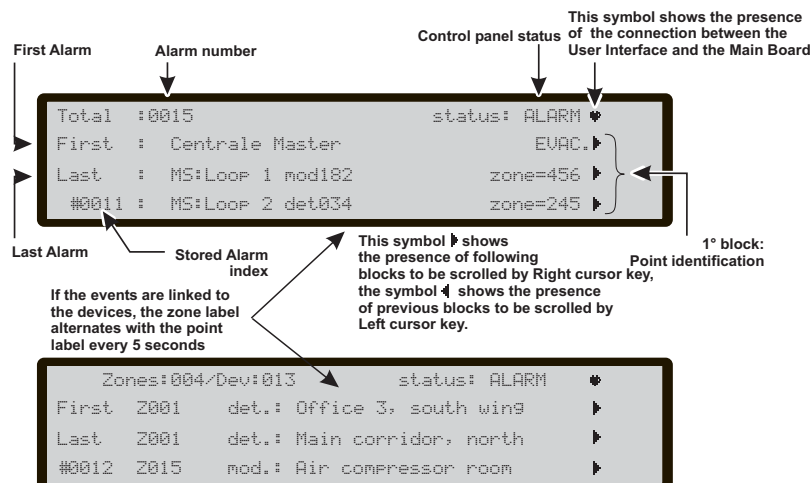 This symbol shows the presence
of the connection between the
User Interface and the Main Board
Control panel status
First Alarm
Alarm number
Total :0015 status: ALARM
First : Centrale Master EVAC.
Last : MS:Loop 1 mod182 zone=456
#0011 : MS:Loop 2 det034 zone=245
Last Alarm
Stored Alarm
index
This symbol shows
the presence of following
blocks to be scrolled by Right cursor key,
the symbol shows the presence
of previous blocks to be scrolled by
Left cursor key.
1° block:
Point identification
If the events are linked to
the devices, the zone label
alternates with the point
label every 5 seconds
Zones:004/Dev:013 status: ALARM
First Z001 det.: Office 3, south wing
Last Z001 det.: Main corridor, north
#0012 Z015 mod.: Air compressor room